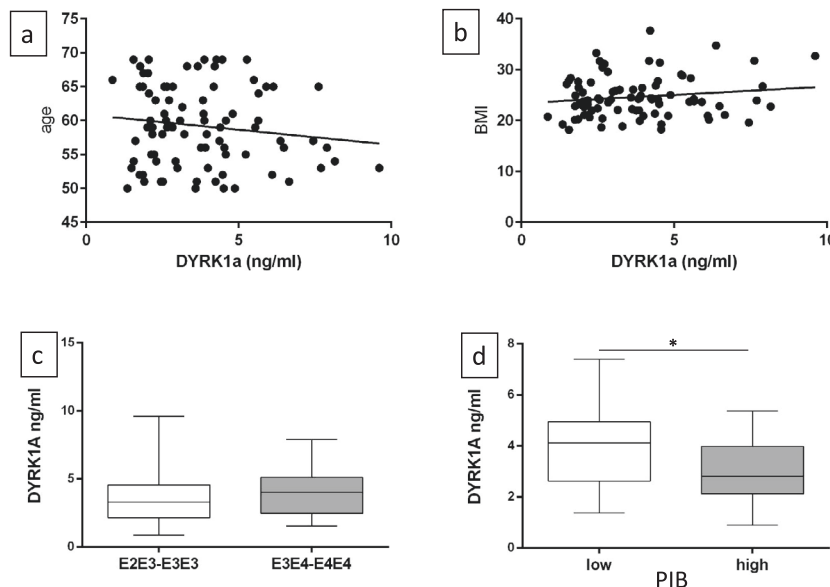 a
75
70
65
60
55
50
45
age
0
5
10
DYRK1a (ng/ml)
b
40
30
20
10
0
BMI
0
5
10
DYRK1a (ng/ml)
c
15
10
5
0
DYRK1A ng/ml
E2E3-E3E3
E3E4-E4E4
d
8
6
4
2
0
DYRK1A ng/ml
*
low
high
PIB